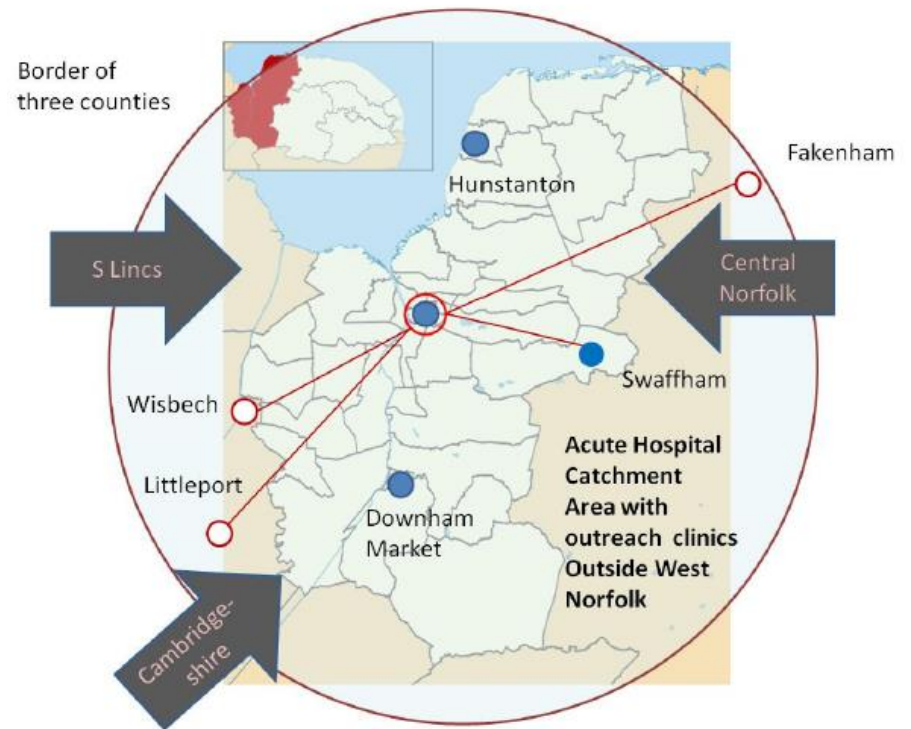 Border of
three counties
Fakenham
Hunstanton
S Lincs
Central
Norfolk
Swaffham
Wisbech
Littleport
Downham
Market
Acute Hospital
Catchment
Area with
outreach clinics
Outside West
Norfolk
Cambridge-
shire